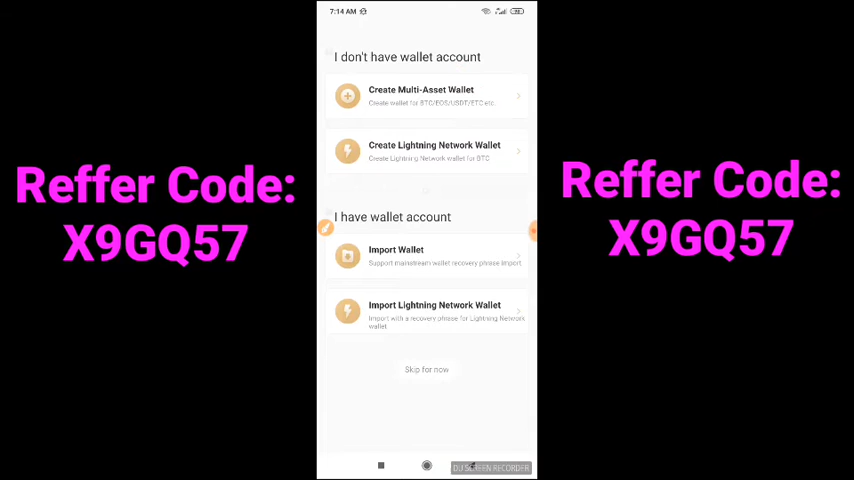 7:14 AM
I don't have wallet account
Create Multi-Asset Wallet
Create wallet for BTC/EOS/USDT/ETC etc
Create Lightning Network Wallet
Create Lightning Network wallet for BTC
I have wallet account
Import Wallet
Support mainstream wallet recovery phrase import
Import Lightning Network Wallet
Import with a recovery phrase for Lightning Network
wallet
Skip for now
DU SCREEN RECORDER
Reffer Code:
X9GQ57
Reffer Code:
X9GQ57